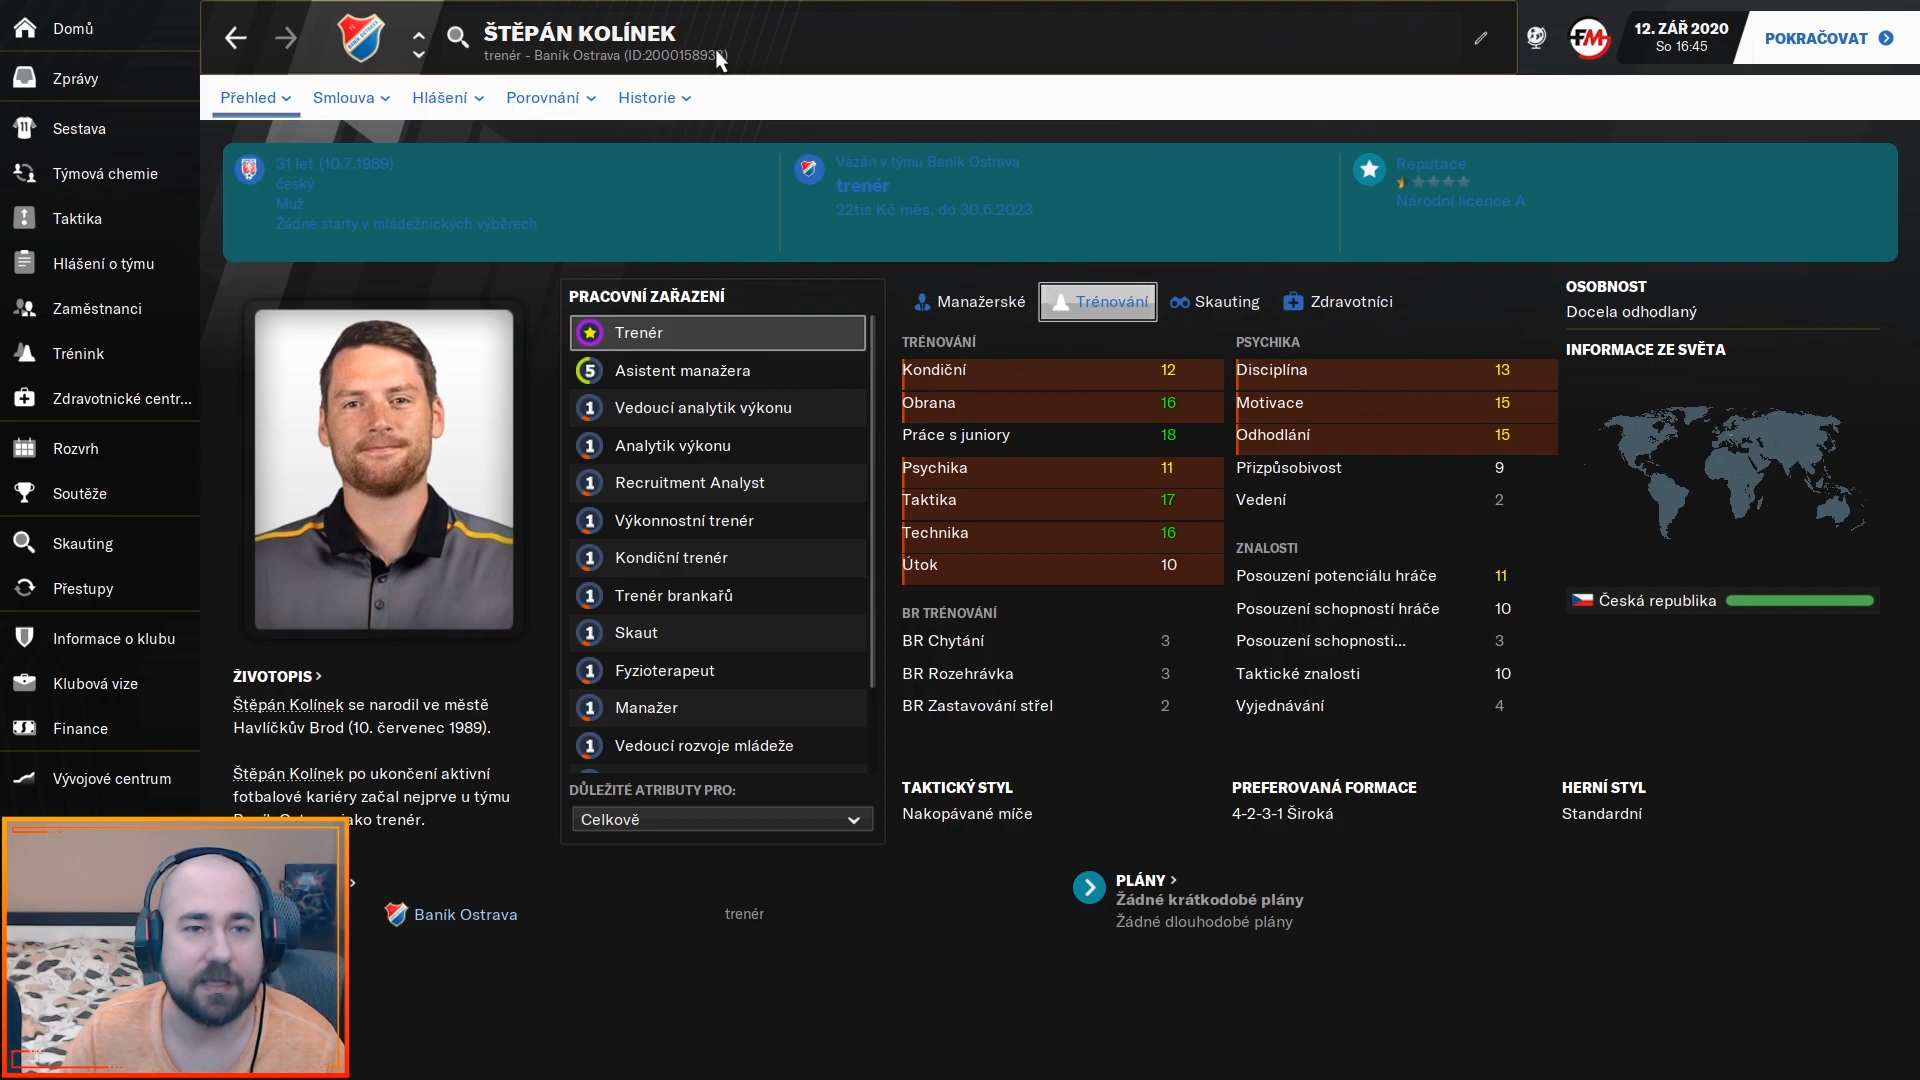 Domů
Zprávy
Sestava
Týmová chemie
Taktika
Hlášení o týmu
Zaměstnanci
Trénink
Zdravotnické centr...
Rozvrh
Soutěže
Skauting
Přestupy
Informace o klubu
Klubová vize
Finance
Vývojové centrum
ŠTĚPÁN KOLÍNEK
trenér - Baník Ostrava
12. ZÁŘ 2020
So 16:45
POKRAČOVAT
FM
Přehled
Smlouva
Hlášení
Porovnání
Historie
31 let (10.7.1989)
český
Muž
Žádné starty v mládežnických výběrech
Vázán v týmu Baník Ostrava
trenér
22tis Kč měs. do 30.6.2023
Reputace
Národní licence A
PRACOVNÍ ZAŘAZENÍ
Trenér
5 Asistent manažera
1 Vedoucí analytik výkonu
1 Analytik výkonu
1 Recruitment Analyst
1 Výkonnostní trenér
1 Kondiční trenér
1 Trenér brankařů
1 Skaut
1 Fyzioterapeut
1 Manažer
1 Vedoucí rozvoje mládeže
DŮLEŽITÉ ATRIBUTY PRO:
Celkově
Manažerské
Trénování
Skauting
Zdravotníci
TRÉNOVÁNÍ
Kondiční 12
Obrana 16
Práce s juniory 18
Psychika 11
Taktika 17
Technika 16
Útok 10
BR TRÉNOVÁNÍ
BR Chytání 3
BR Rozehrávka 3
BR Zastavování střel 2
PSYCHIKA
Disciplína 13
Motivace 15
Odhodlání 15
Přizpůsobivost 9
Vedení 2
ZNALOSTI
Posouzení potenciálu hráče 11
Posouzení schopností hráče 10
Posouzení schopnosti... 3
Taktické znalosti 10
Vyjednávání 4
OSOBNOST
Docela odhodlaný
INFORMACE ZE SVĚTA
Česká republika
ŽIVOTOPIS
Štěpán Kolínek se narodil ve městě
Havlíčkův Brod (10. červenec 1989).
Štěpán Kolínek po ukončení aktivní
fotbalové kariéry začal nejprve u týmu
jako trenér.
TAKTICKÝ STYL
Nakopávané míče
PREFEROVANÁ FORMACE
4-2-3-1 Široká
HERNÍ STYL
Standardní
Baník Ostrava
trenér
PLÁNY
Žádné krátkodobé plány
Žádné dlouhodobé plány